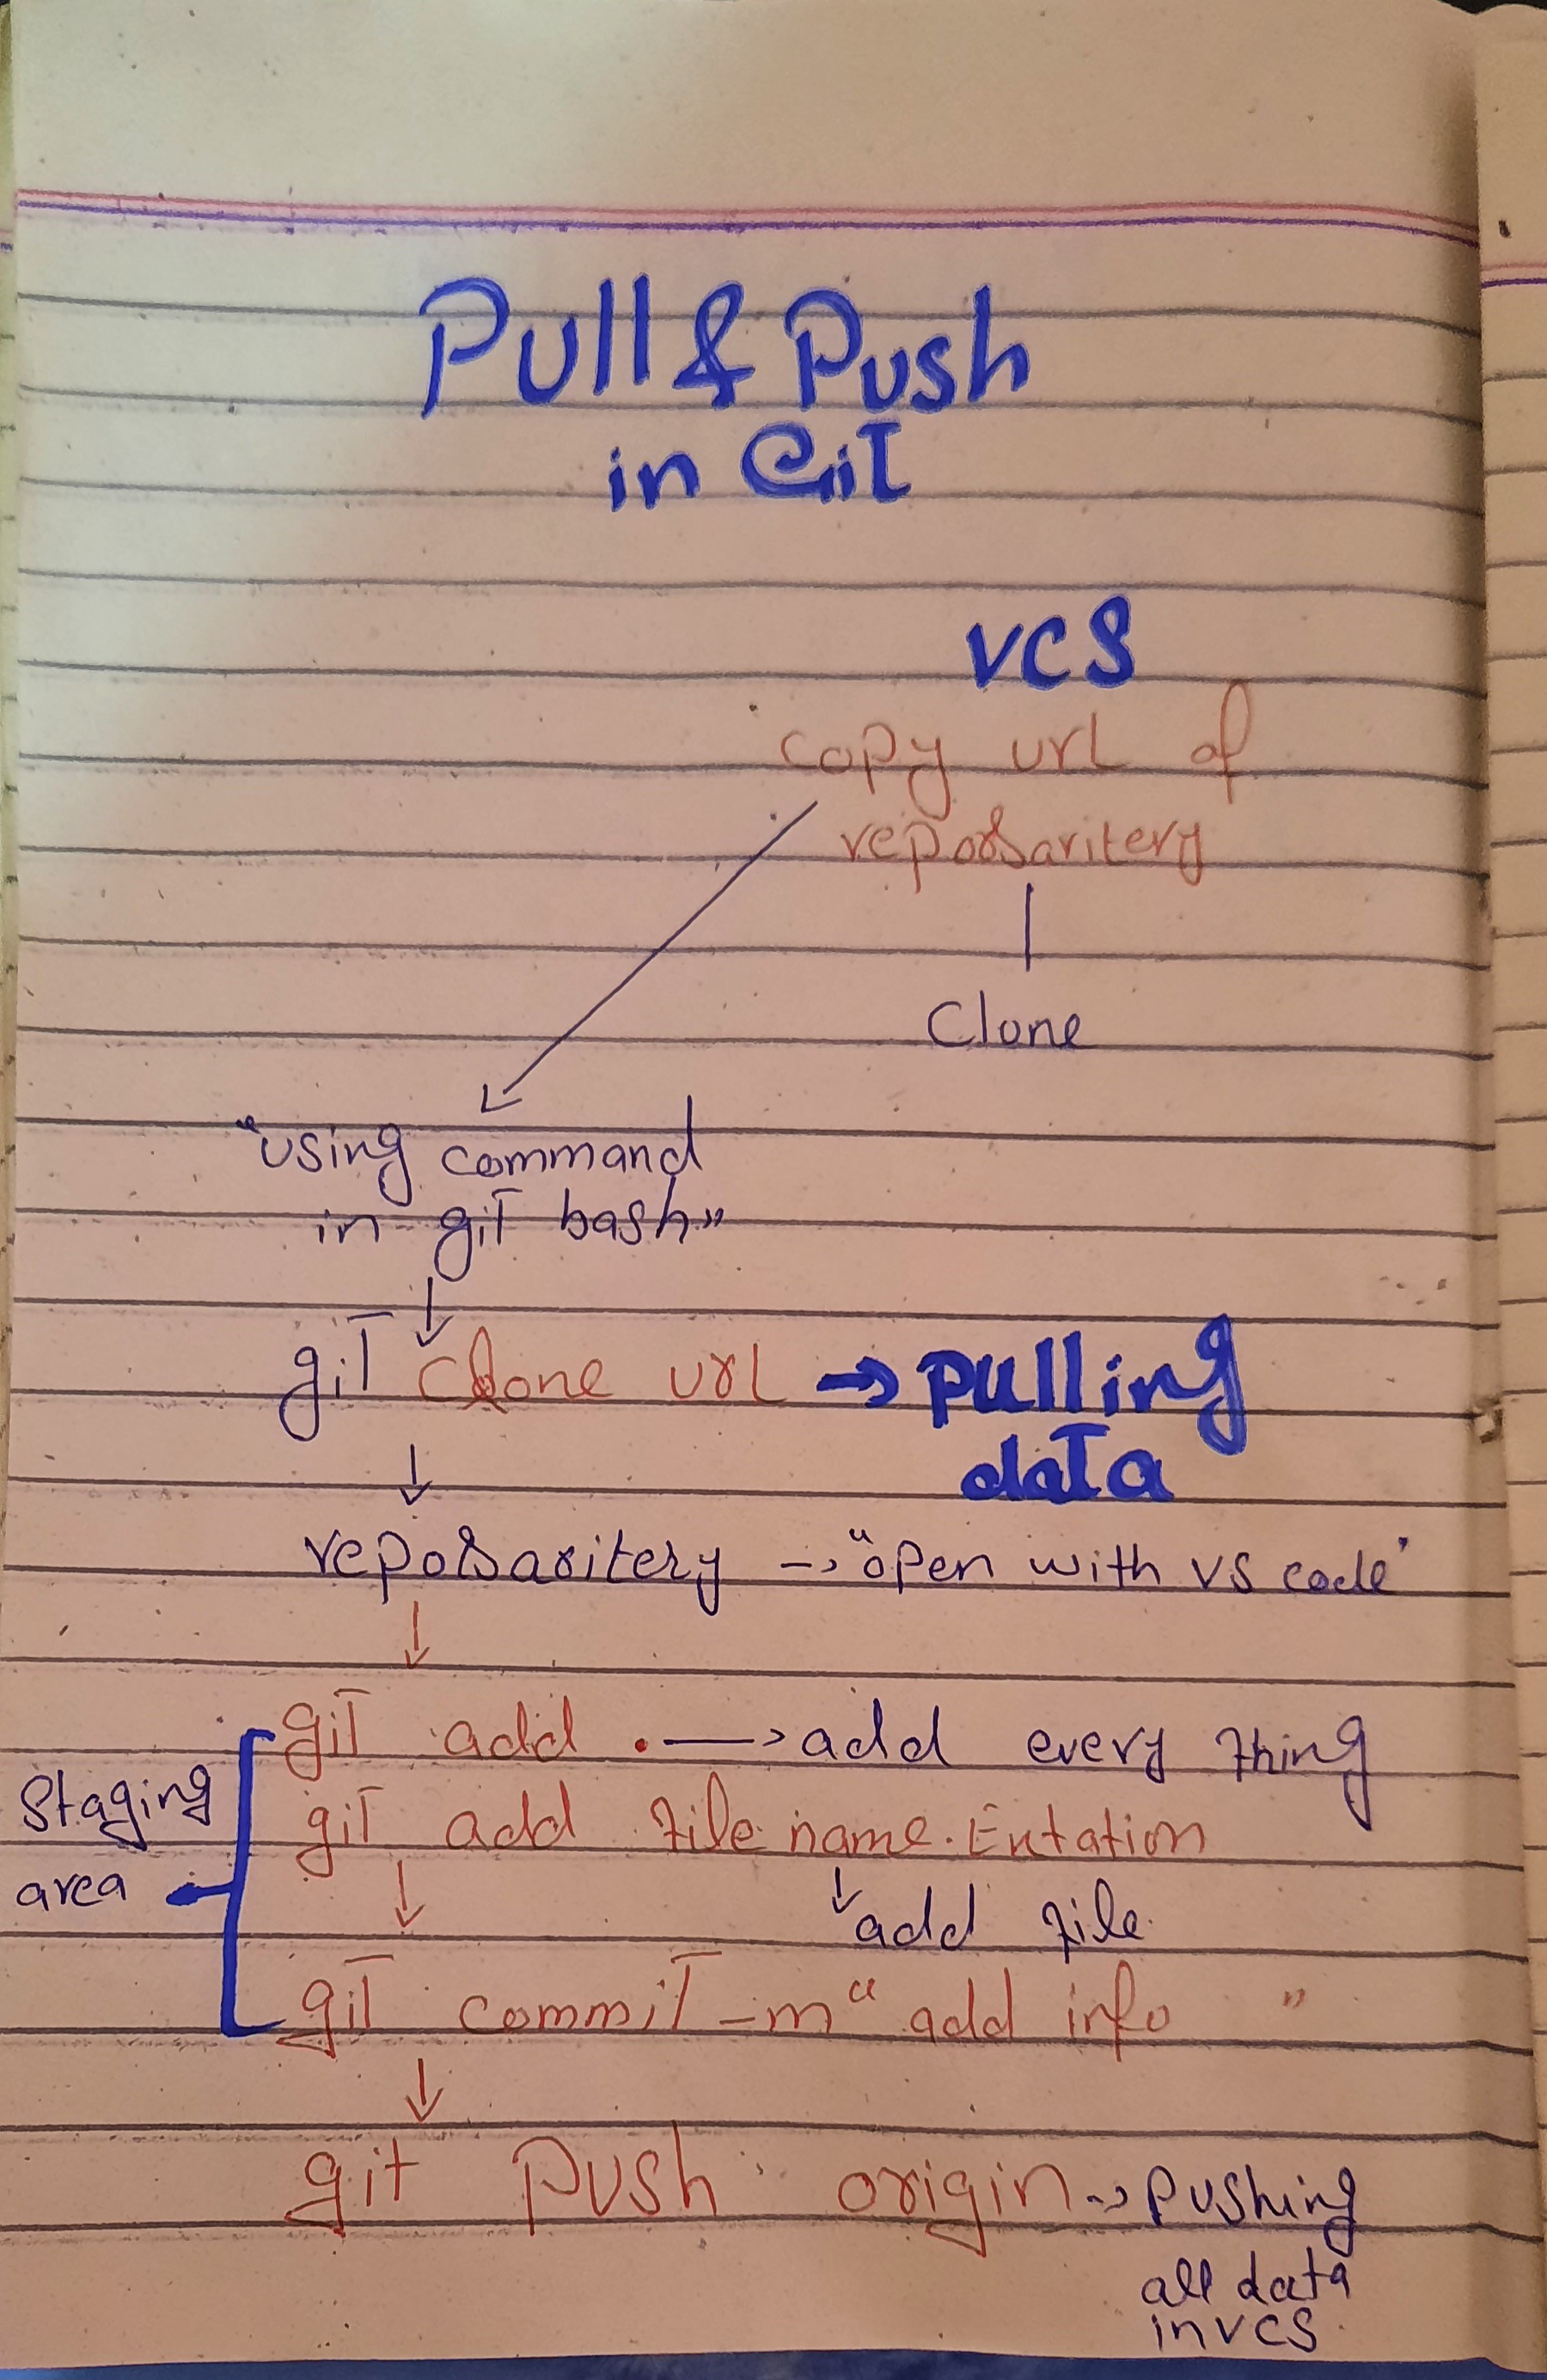 Pull & Push
in Git
VCS
copy url of
reposaritery
Clone
"using command
in git bash"
git clone url → pulling
data
reposaritery → "open with vs code"
git add . → add every thing
Staging
git add file name.Extation
area
add file
git commit -m "add info "
git push origin → pushing
all data
in VCS